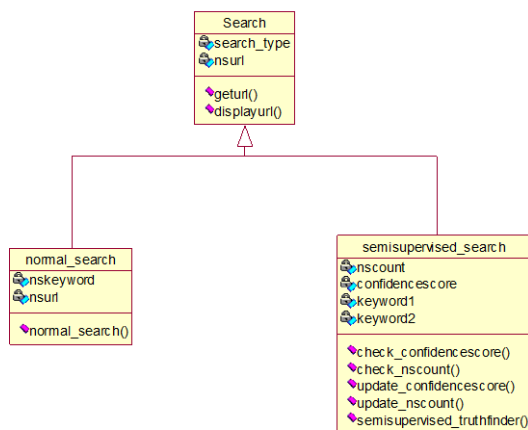 Search
search_type
nsurl
geturl()
displayurl()
normal_search
nskeyword
nsurl
normal_search()
semisupervised_search
nscount
confidencescore
keyword1
keyword2
check_confidencescore()
check_nscount()
update_confidencescore()
update_nscount()
semisupervised_truthfinder()